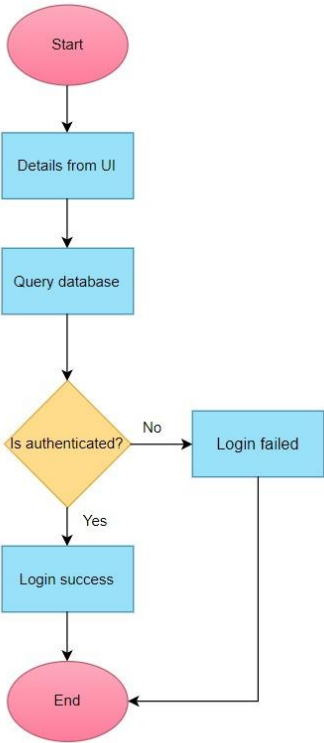 Start
Details from UI
Query database
Is authenticated?
No
Login failed
Yes
Login success
End